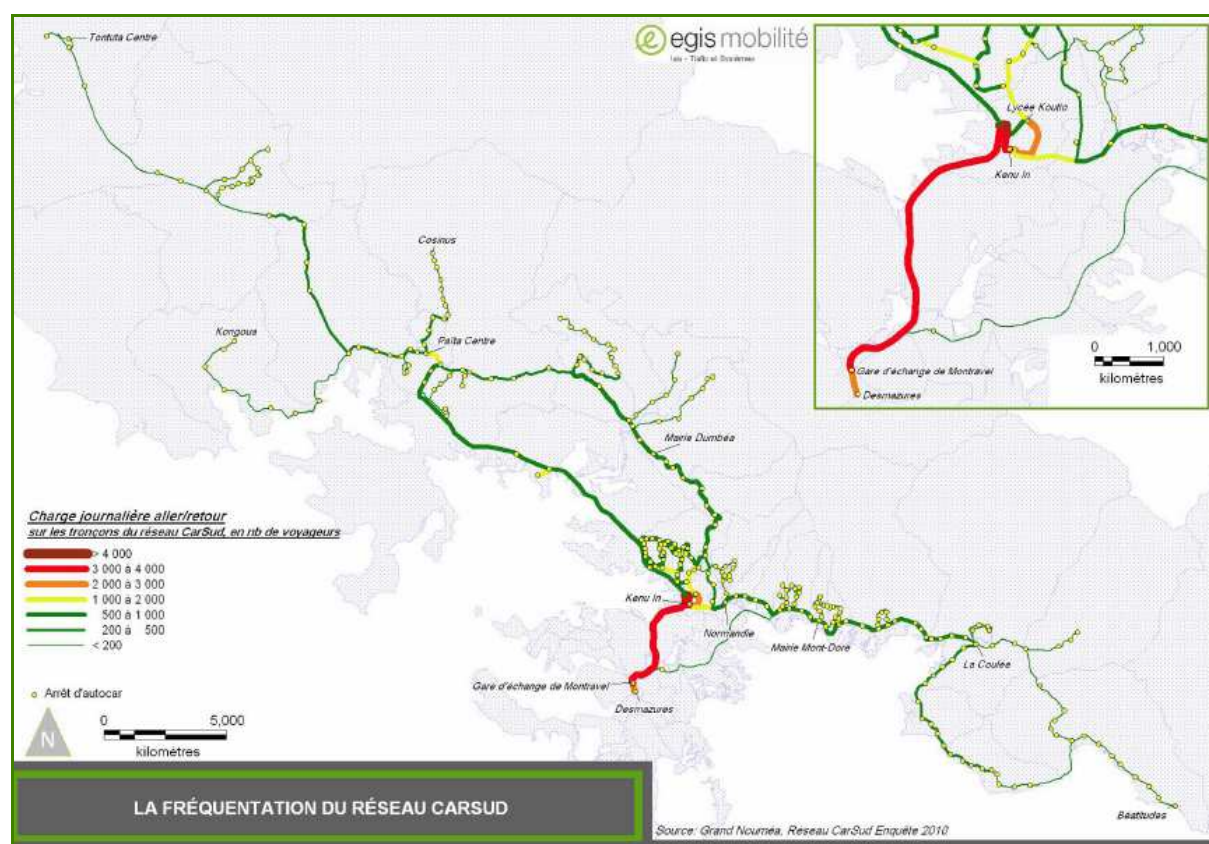 Tontuta Centre
egis mobilité
Cosinus
Kongous
Païta Centre
Mairie Dumbéa
Lycée Koutio
Kenu In
0 1,000
kilomètres
Gare d'échange de Montravel
Desmazures
Charge journalière aller/retour
sur les tronçons du réseau CarSud, en nb de voyageurs
> 4 000
3 000 à 4 000
2 000 à 3 000
1 000 à 2 000
500 à 1 000
200 à 500
< 200
Arrêt d'autocar
N
0 5,000
kilomètres
Kenu In
Normandie
Mairie Mont-Dore
La Coulée
Gare d'échange de Montravel
Desmazures
Beatitudes
LA FRÉQUENTATION DU RÉSEAU CARSUD
Source: Grand Nouméa, Réseau CarSud Enquête 2010